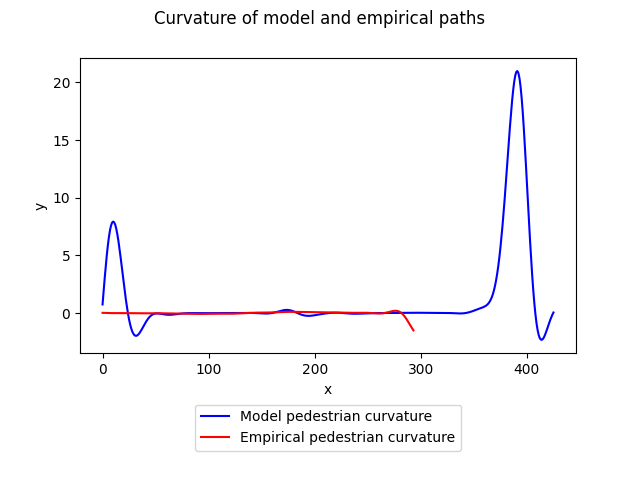 Curvature of model and empirical paths
20
15
10
5
0
y
0 100 200 300 400
x
Model pedestrian curvature
Empirical pedestrian curvature